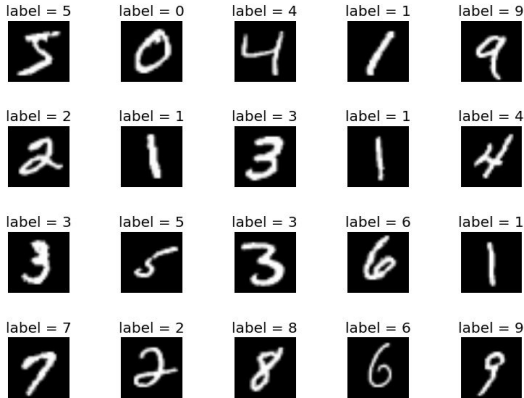 label = 5 label = 0 label = 4 label = 1 label = 9
5 0 4 1 9
label = 2 label = 1 label = 3 label = 1 label = 4
2 1 3 1 4
label = 3 label = 5 label = 3 label = 6 label = 1
3 5 3 6 1
label = 7 label = 2 label = 8 label = 6 label = 9
7 2 8 6 9